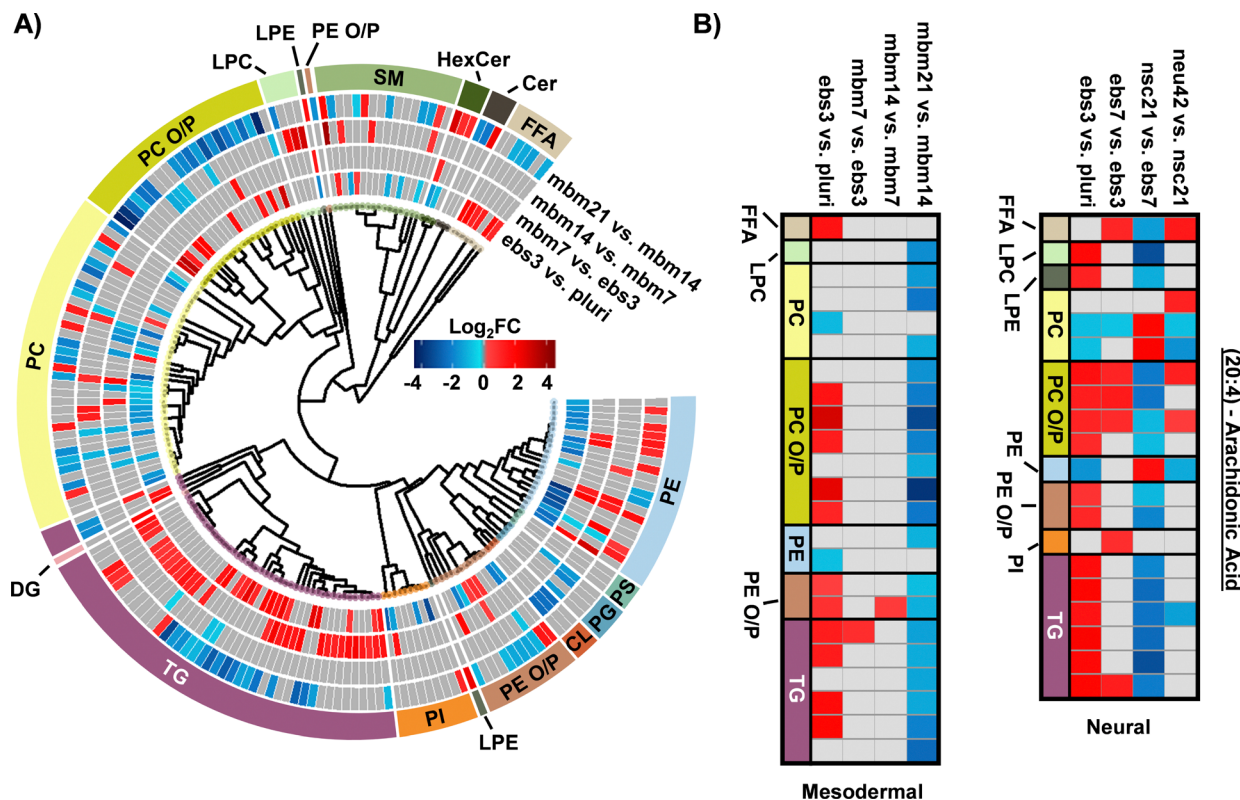 A)
LPE
PE O/P
LPC
SM
HexCer
Cer
FFA
PC O/P
PC
mbm21 vs. mbm14
mbm14 vs. mbm7
mbm7 vs. ebs3
ebs3 vs. pluri
Log2FC
-4
-2
0
2
4
PE
PS
PG
CL
PE O/P
LPE
PI
TG
DG
B)
ebs3 vs. pluri
mbm7 vs. ebs3
mbm14 vs. mbm7
mbm21 vs. mbm14
FFA
LPC
PC
PC O/P
PE
PE O/P
TG
Mesodermal
ebs3 vs. pluri
ebs7 vs. ebs3
nsc21 vs. ebs7
neu42 vs. nsc21
FFA
LPC
LPE
PC
PC O/P
PE
PE O/P
PI
TG
Neural
(20:4) - Arachidonic Acid